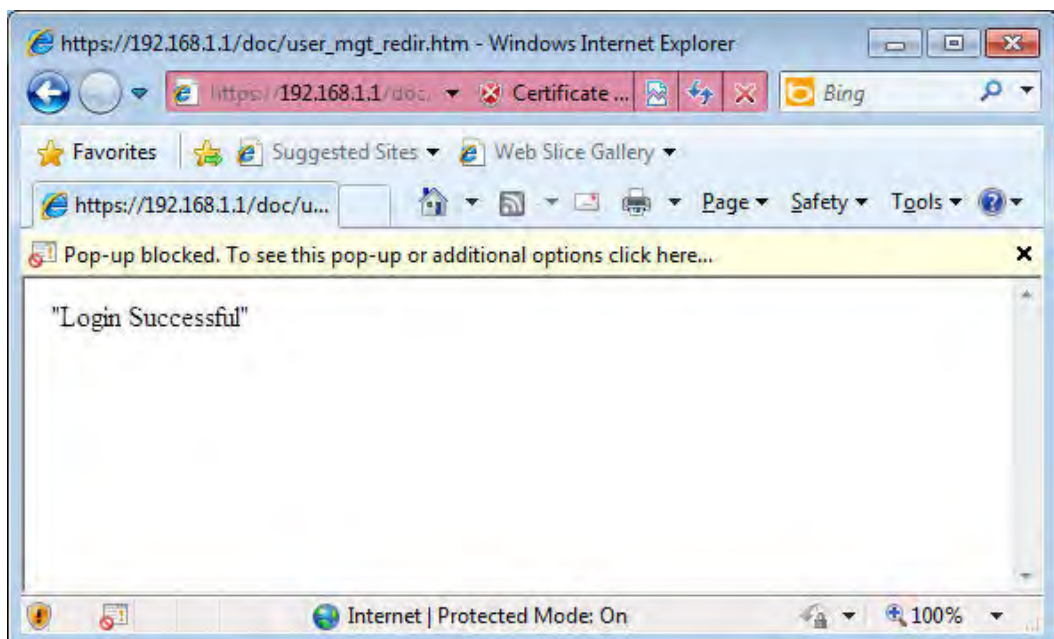 https://192.168.1.1/doc/user_mgt_redir.htm - Windows Internet Explorer
https://192.168.1.1/doc. Certificate ... Bing
Favorites Suggested Sites Web Slice Gallery
https://192.168.1.1/doc/u... Page Safety Tools
Pop-up blocked. To see this pop-up or additional options click here...
"Login Successful"
Internet | Protected Mode: On 100%